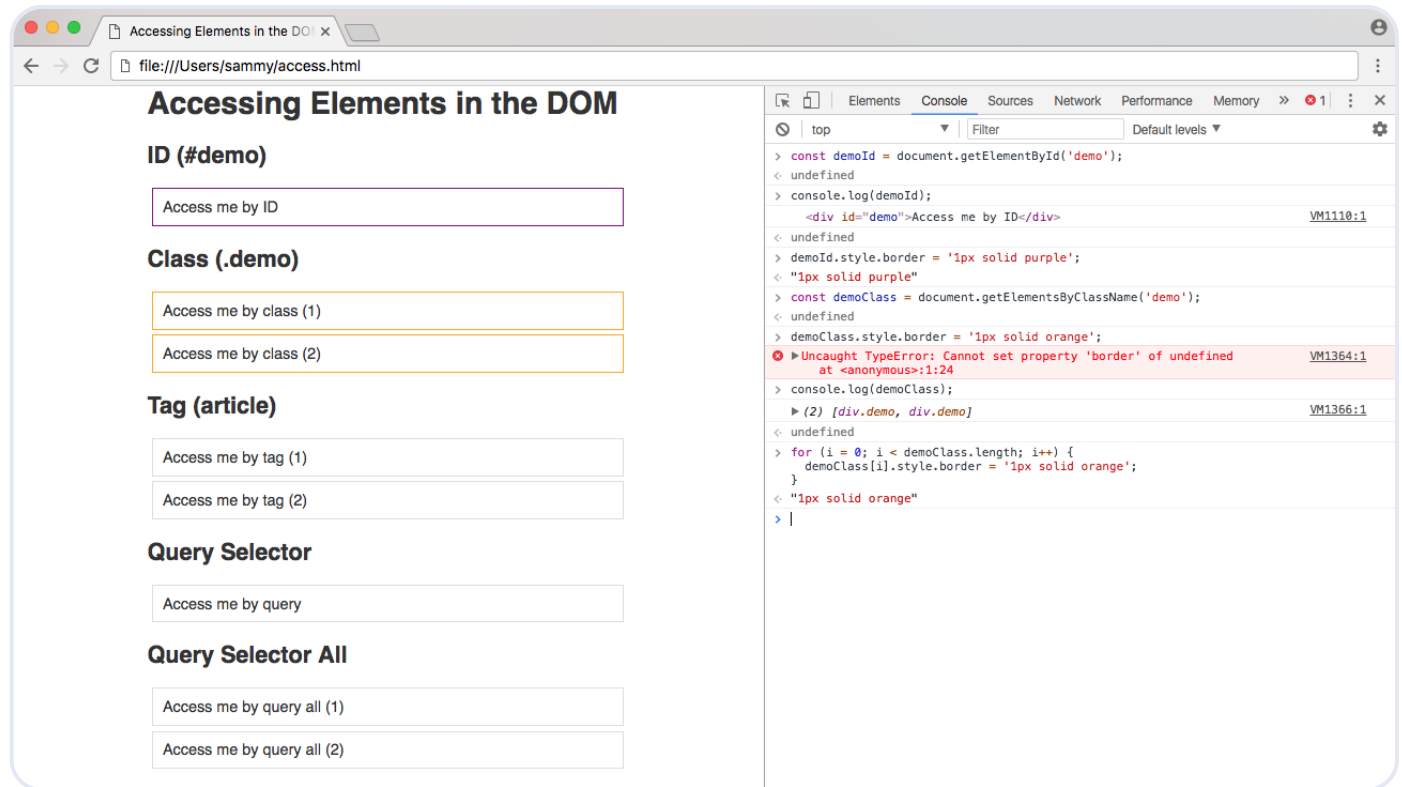 Accessing Elements in the DO
file:///Users/sammy/access.html
Accessing Elements in the DOM
ID (#demo)
Access me by ID
Class (.demo)
Access me by class (1)
Access me by class (2)
Tag (article)
Access me by tag (1)
Access me by tag (2)
Query Selector
Access me by query
Query Selector All
Access me by query all (1)
Access me by query all (2)
Elements Console Sources Network Performance Memory » 1
top Filter Default levels
> const demoId = document.getElementById('demo');
<· undefined
> console.log(demoId);
<div id="demo">Access me by ID</div> VM1110:1
<· undefined
> demoId.style.border = '1px solid purple';
<· "1px solid purple"
> const demoClass = document.getElementsByClassName('demo');
<· undefined
> demoClass.style.border = '1px solid orange';
Uncaught TypeError: Cannot set property 'border' of undefined VM1364:1
at <anonymous>:1:24
> console.log(demoClass);
(2) [div.demo, div.demo] VM1366:1
<· undefined
> for (i = 0; i < demoClass.length; i++) {
demoClass[i].style.border = '1px solid orange';
}
<· "1px solid orange"
>